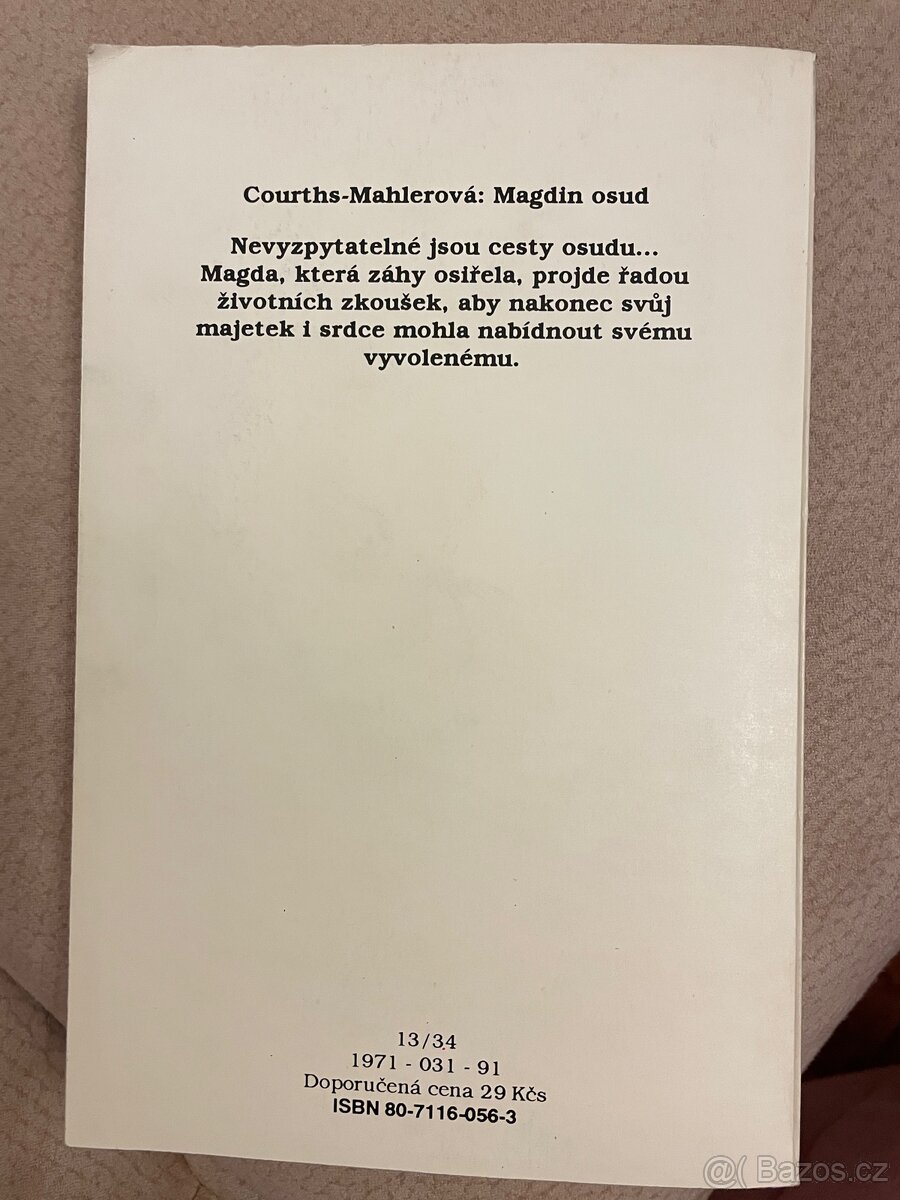 Courths-Mahlerová: Magdin osud
Nevyzpytatelné jsou cesty osudu...
Magda, která záhy osiřela, projde řadou
životních zkoušek, aby nakonec svůj
majetek i srdce mohla nabídnout svému
vyvolenému.
13/34
1971 - 031 - 91
Doporučená cena 29 Kčs
ISBN 80-7116-056-3
@( Bazos.cz